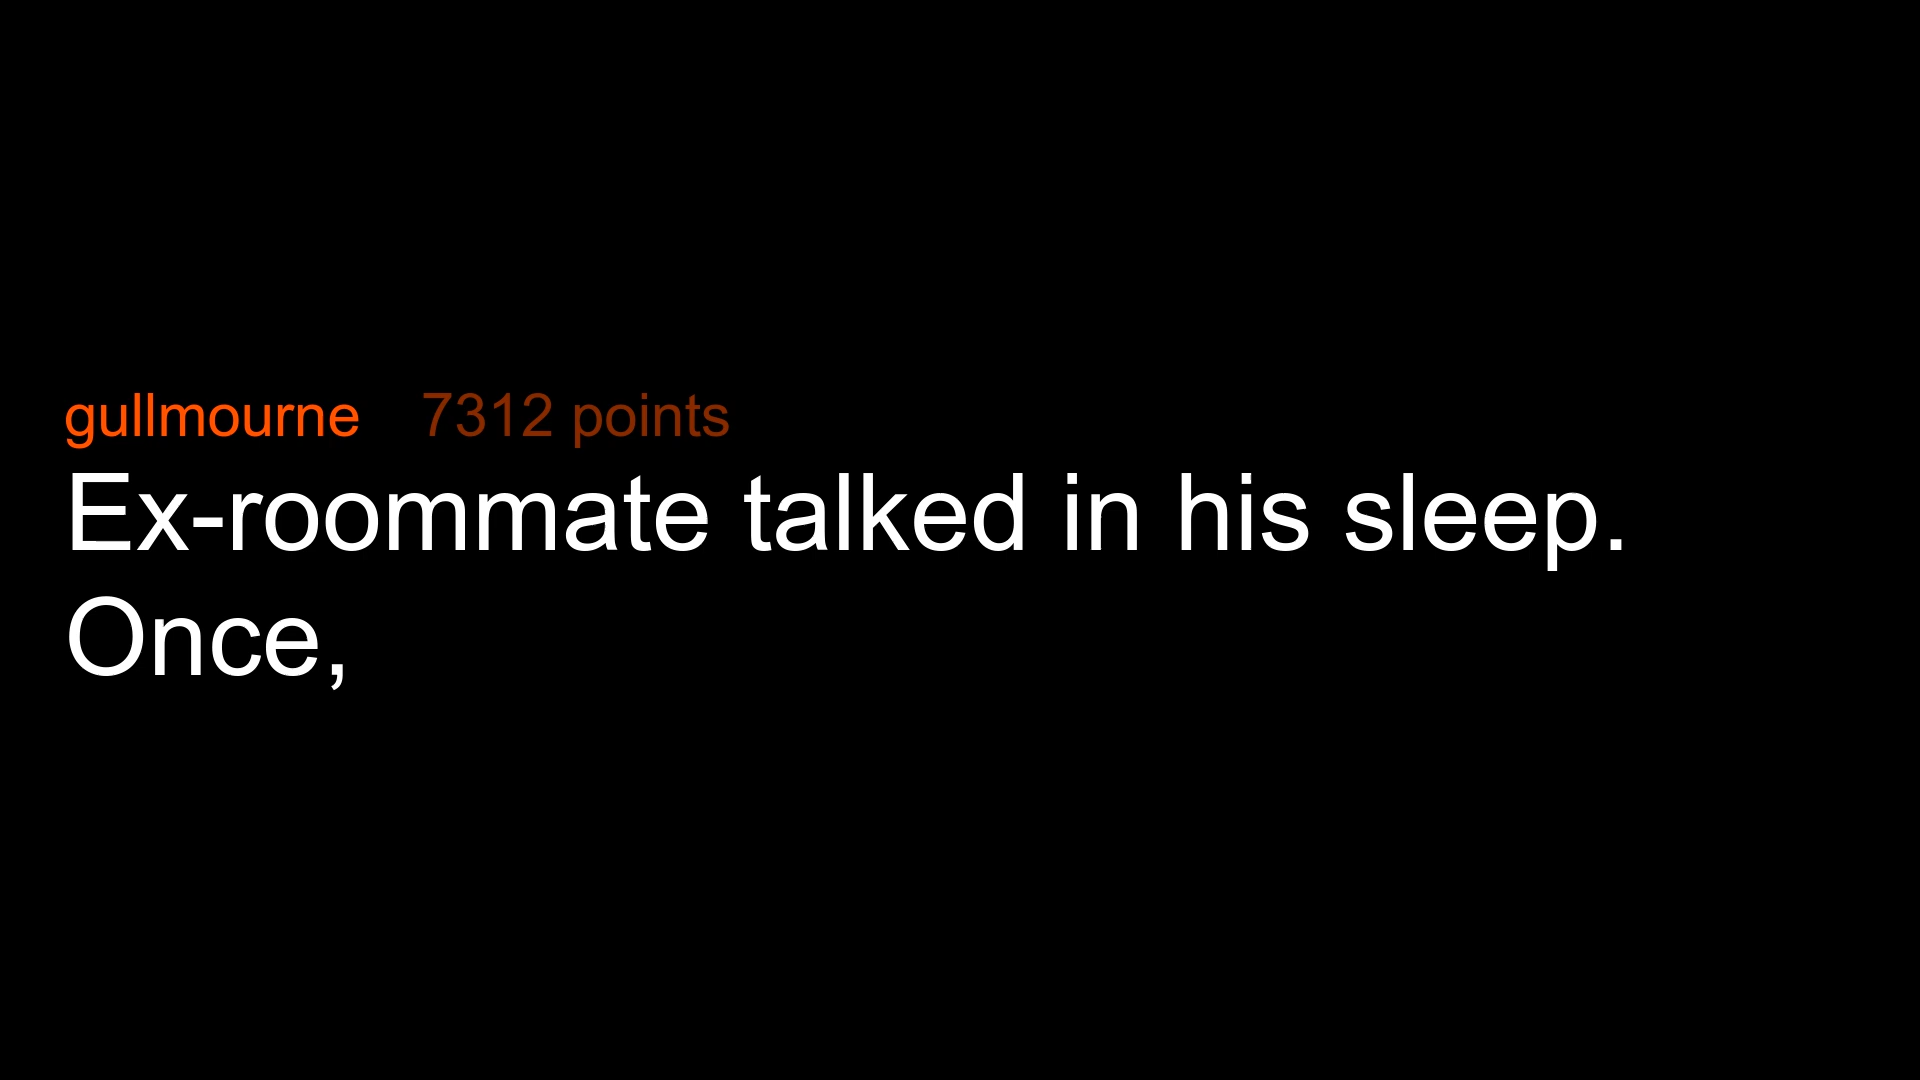 gullmourne 7312 points
Ex-roommate talked in his sleep.
Once,